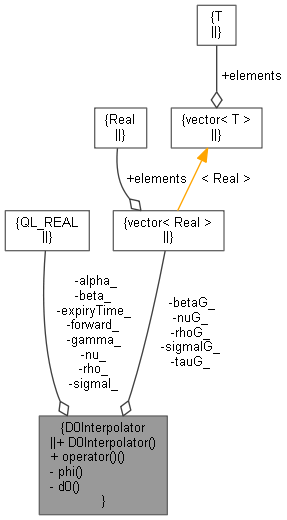 {T
||}
+elements
{Real
||}
{vector< T >
||}
+elements
< Real >
{QL_REAL
||}
{vector< Real >
||}
-alpha_
-beta_
-expiryTime_
-forward_
-gamma_
-nu_
-rho_
-sigmaI_
-betaG_
-nuG_
-rhoG_
-sigmaIG_
-tauG_
{D0Interpolator
||+ D0Interpolator()
+ operator()()
- phi()
- d0()
}